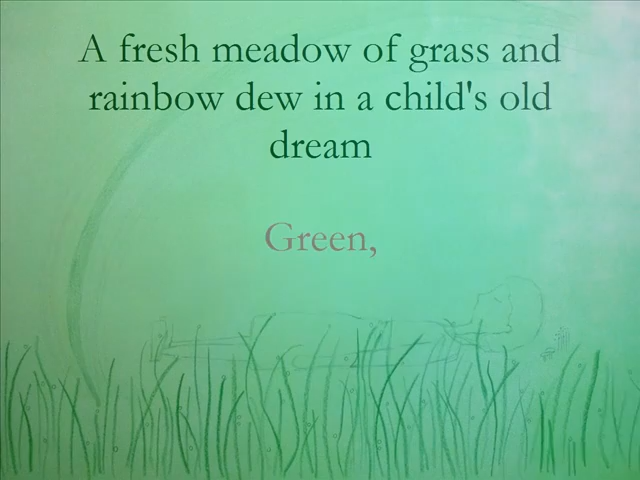 A fresh meadow of grass and
rainbow dew in a child's old
dream
Green,